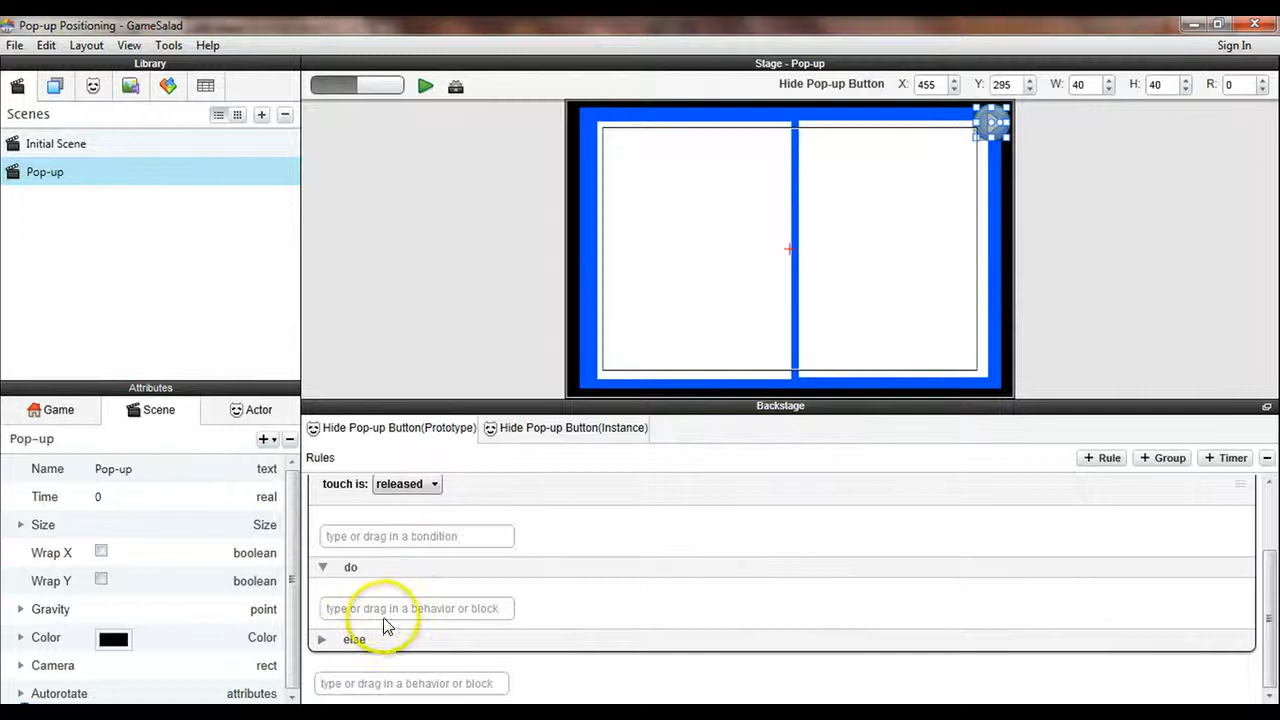 Pop-up Positioning - GameSalad
File Edit Layout View Tools Help Sign In
Library
Stage - Pop-up
Hide Pop-up Button X: 455 Y: 295 W: 40 H: 40 R: 0
Scenes
Initial Scene
Pop-up
Attributes
Game Scene Actor
Pop-up
Name Pop-up text
Time 0 real
Size Size
Wrap X boolean
Wrap Y boolean
Gravity point
Color Color
Camera rect
Autorotate attributes
Backstage
Hide Pop-up Button(Prototype) Hide Pop-up Button(Instance)
Rules + Rule + Group + Timer
touch is: released
type or drag in a bondition
do
type or drag in a behavior or block
else
type or drag in a behavior or block